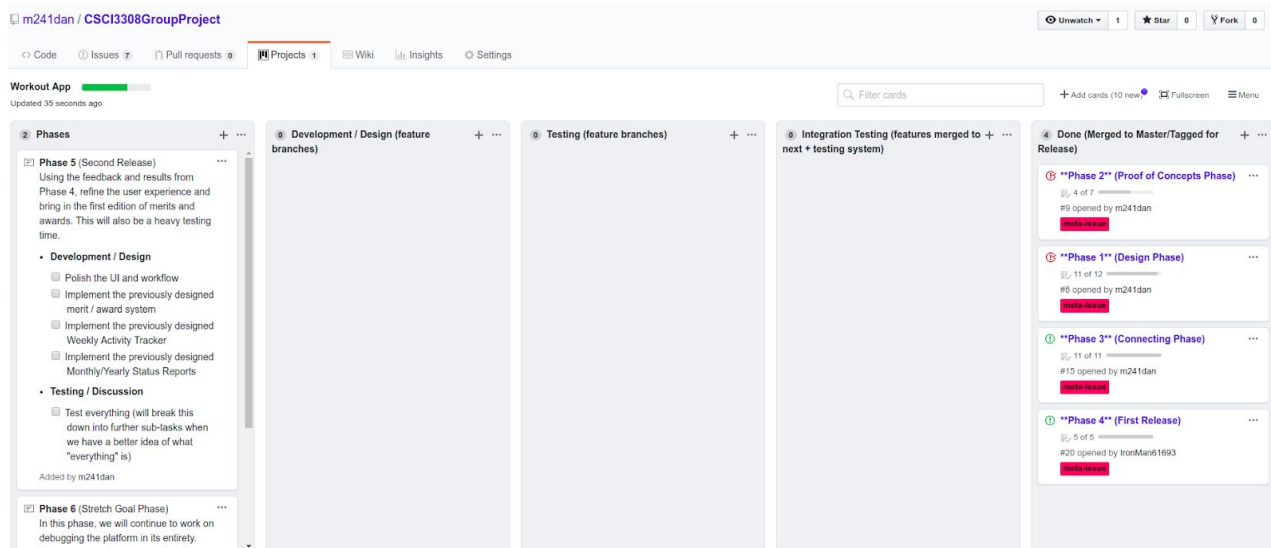 m241dan / CSCI3308GroupProject
Unwatch 1 Star 0 Fork 0
Code Issues 7 Pull requests 0 Projects 1 Wiki Insights Settings
Workout App
Updated 35 seconds ago
Filter cards
+ Add cards (10 new) Fullscreen Menu
2 Phases + ...
Phase 5 (Second Release) ...
Using the feedback and results from
Phase 4, refine the user experience and
bring in the first edition of merits and
awards. This will also be a heavy testing
time.
• Development / Design
Polish the UI and workflow
Implement the previously designed
merit / award system
Implement the previously designed
Weekly Activity Tracker
Implement the previously designed
Monthly/Yearly Status Reports
• Testing / Discussion
Test everything (will break this
down into further sub-tasks when
we have a better idea of what
"everything" is)
Added by m241dan
Phase 6 (Stretch Goal Phase) ...
In this phase, we will continue to work on
debugging the platform in its entirety.
0 Development / Design (feature + ...
branches)
0 Testing (feature branches) + ...
0 Integration Testing (features merged to + ...
next + testing system)
4 Done (Merged to Master/Tagged for + ...
Release)
**Phase 2** (Proof of Concepts Phase) ...
4 of 7
#9 opened by m241dan
meta-issue
**Phase 1** (Design Phase) ...
11 of 12
#8 opened by m241dan
meta-issue
**Phase 3** (Connecting Phase) ...
11 of 11
#15 opened by m241dan
meta-issue
**Phase 4** (First Release) ...
5 of 5
#20 opened by IronMan61693
meta-issue